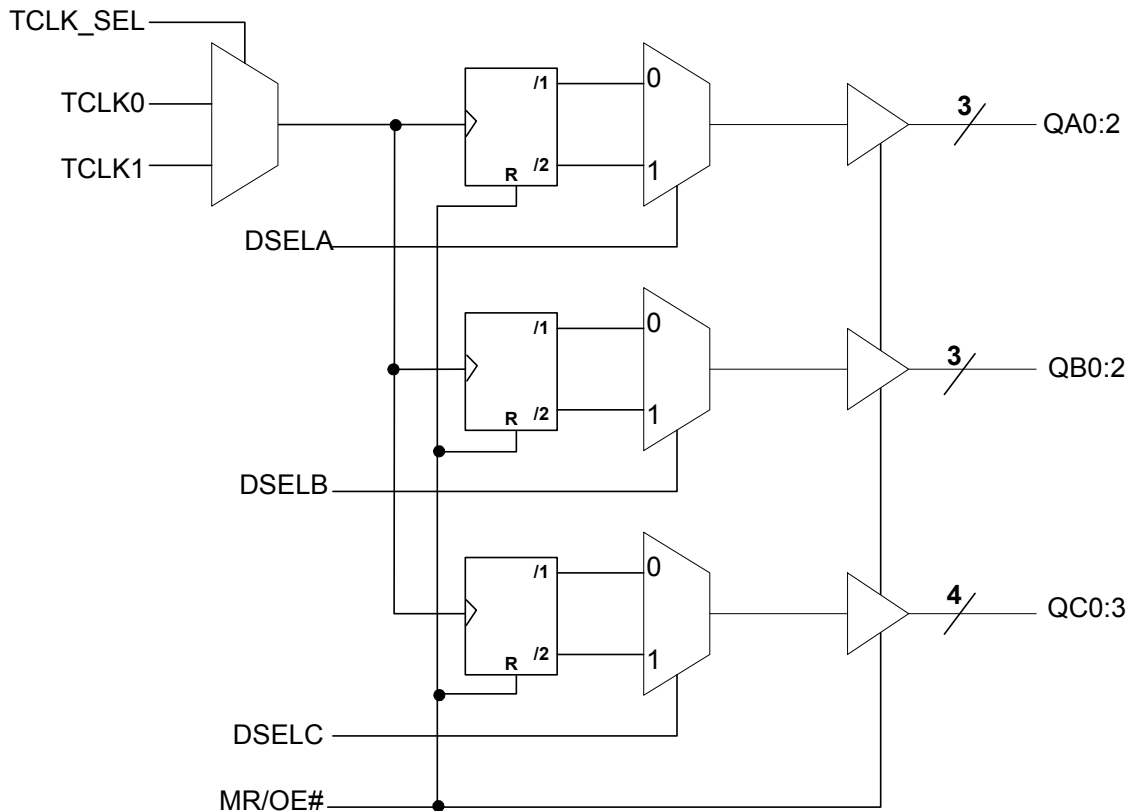 TCLK_SEL
TCLK0
TCLK1
/1
/2
R
0
1
3
QA0:2
DSELA
/1
/2
R
0
1
3
QB0:2
DSELB
/1
/2
R
0
1
4
QC0:3
DSELC
MR/OE#